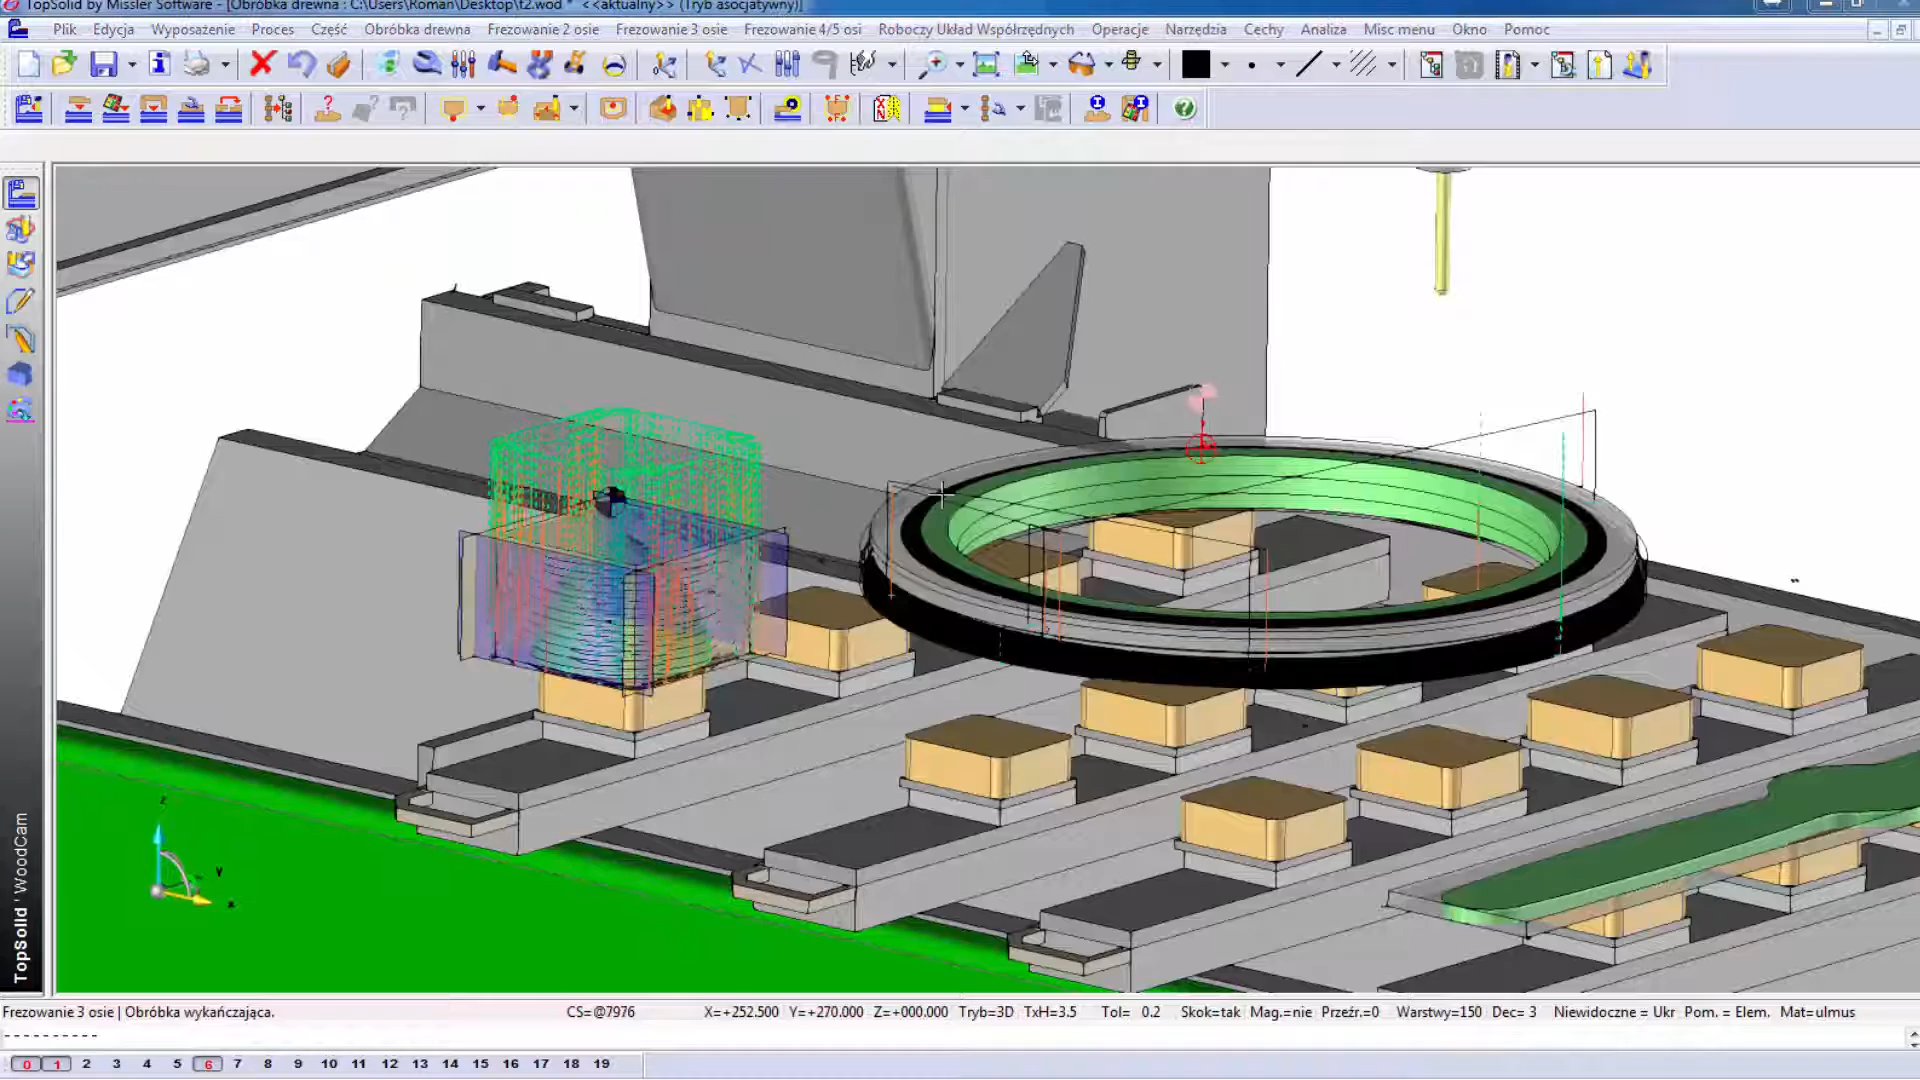 TopSolid by Missler Software - [Obróbka drewna : C:\Users\Roman\Desktop\t2.wod * <<aktualny>> (Tryb asocjatywny)]
Plik Edycja Wyposażenie Proces Część Obróbka drewna Frezowanie 2 osie Frezowanie 3 osie Frezowanie 4/5 osi Roboczy Układ Współrzędnych Operacje Narzędzia Cechy Analiza Misc menu Okno Pomoc
z
y
x
TopSolid ' WoodCam
Frezowanie 3 osie | Obróbka wykańczająca. CS=@7976 X=+252.500 Y=+270.000 Z=+000.000 Tryb=3D TxH=3.5 Tol= 0.2 Skok=tak Mag.=nie Przeźr.=0 Warstwy=150 Dec= 3 Niewidoczne = Ukr Pom. = Elem. Mat=ulmus
0 1 2 3 4 5 6 7 8 9 10 11 12 13 14 15 16 17 18 19